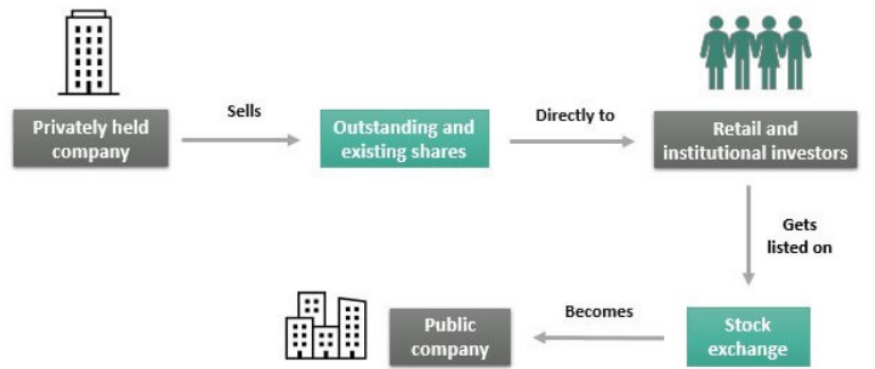 Privately held
company
Sells
Outstanding and
existing shares
Directly to
Retail and
institutional investors
Gets
listed on
Stock
exchange
Becomes
Public
company